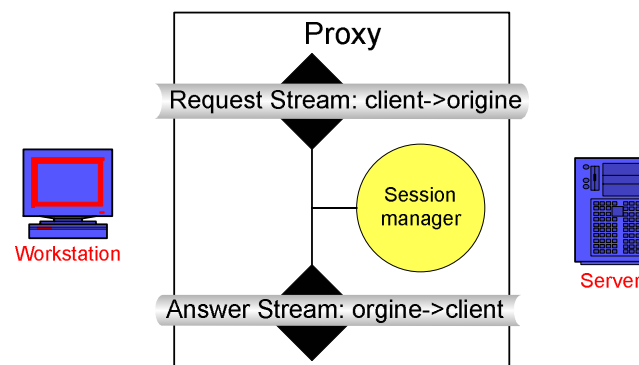 Proxy
Request Stream: client->origine
Session
manager
Workstation
Server
Answer Stream: orgine->client